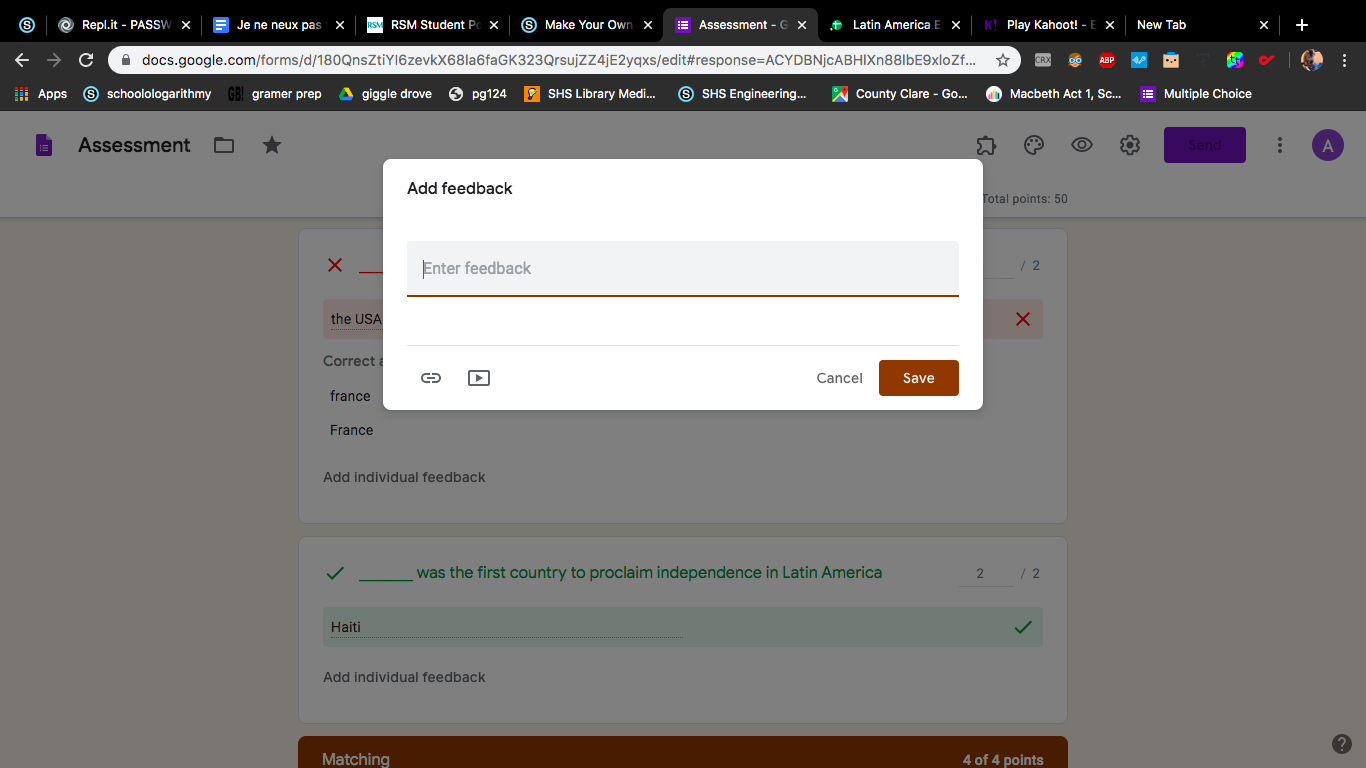 Repl.it - PASSW
Je ne neux pas
RSM Student Po
Make Your Own
Assessment - G
Latin America E
Play Kahoot! - E
New Tab
docs.google.com/forms/d/180QnsZtiYI6zevkX68Ia6faGK323QrsujZZ4jE2yqxs/edit#response=ACYDBNjcABHIXn88IbE9xIoZf...
Apps
schoolologarithmy
gramer prep
giggle drove
pg124
SHS Library Medi...
SHS Engineering...
County Clare - Go...
Macbeth Act 1, Sc...
Multiple Choice
Assessment
Send
A
Total points: 50
Add feedback
Enter feedback
Cancel
Save
/ 2
the USA
Correct a
france
France
Add individual feedback
_______ was the first country to proclaim independence in Latin America
2 / 2
Haiti
Add individual feedback
Matching
4 of 4 points